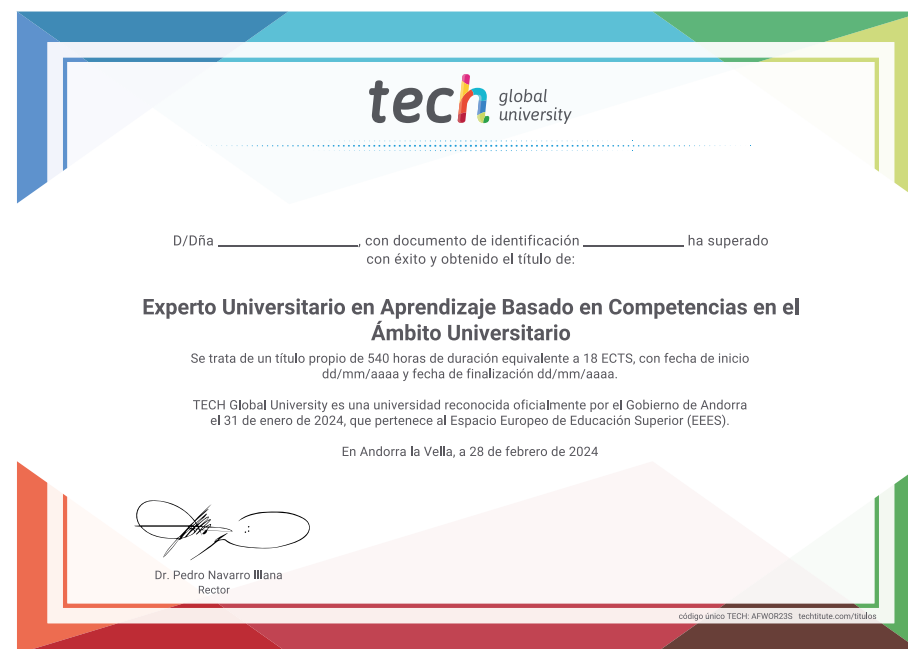 tech global university
D/Dña ____________, con documento de identificación ____________ ha superado
con éxito y obtenido el título de:
Experto Universitario en Aprendizaje Basado en Competencias en el
Ámbito Universitario
Se trata de un título propio de 540 horas de duración equivalente a 18 ECTS, con fecha de inicio
dd/mm/aaaa y fecha de finalización dd/mm/aaaa.
TECH Global University es una universidad reconocida oficialmente por el Gobierno de Andorra
el 31 de enero de 2024, que pertenece al Espacio Europeo de Educación Superior (EEES).
En Andorra la Vella, a 28 de febrero de 2024
Dr. Pedro Navarro Illana
Rector
código único TECH: AFWOR23S techtitute.com/titulos